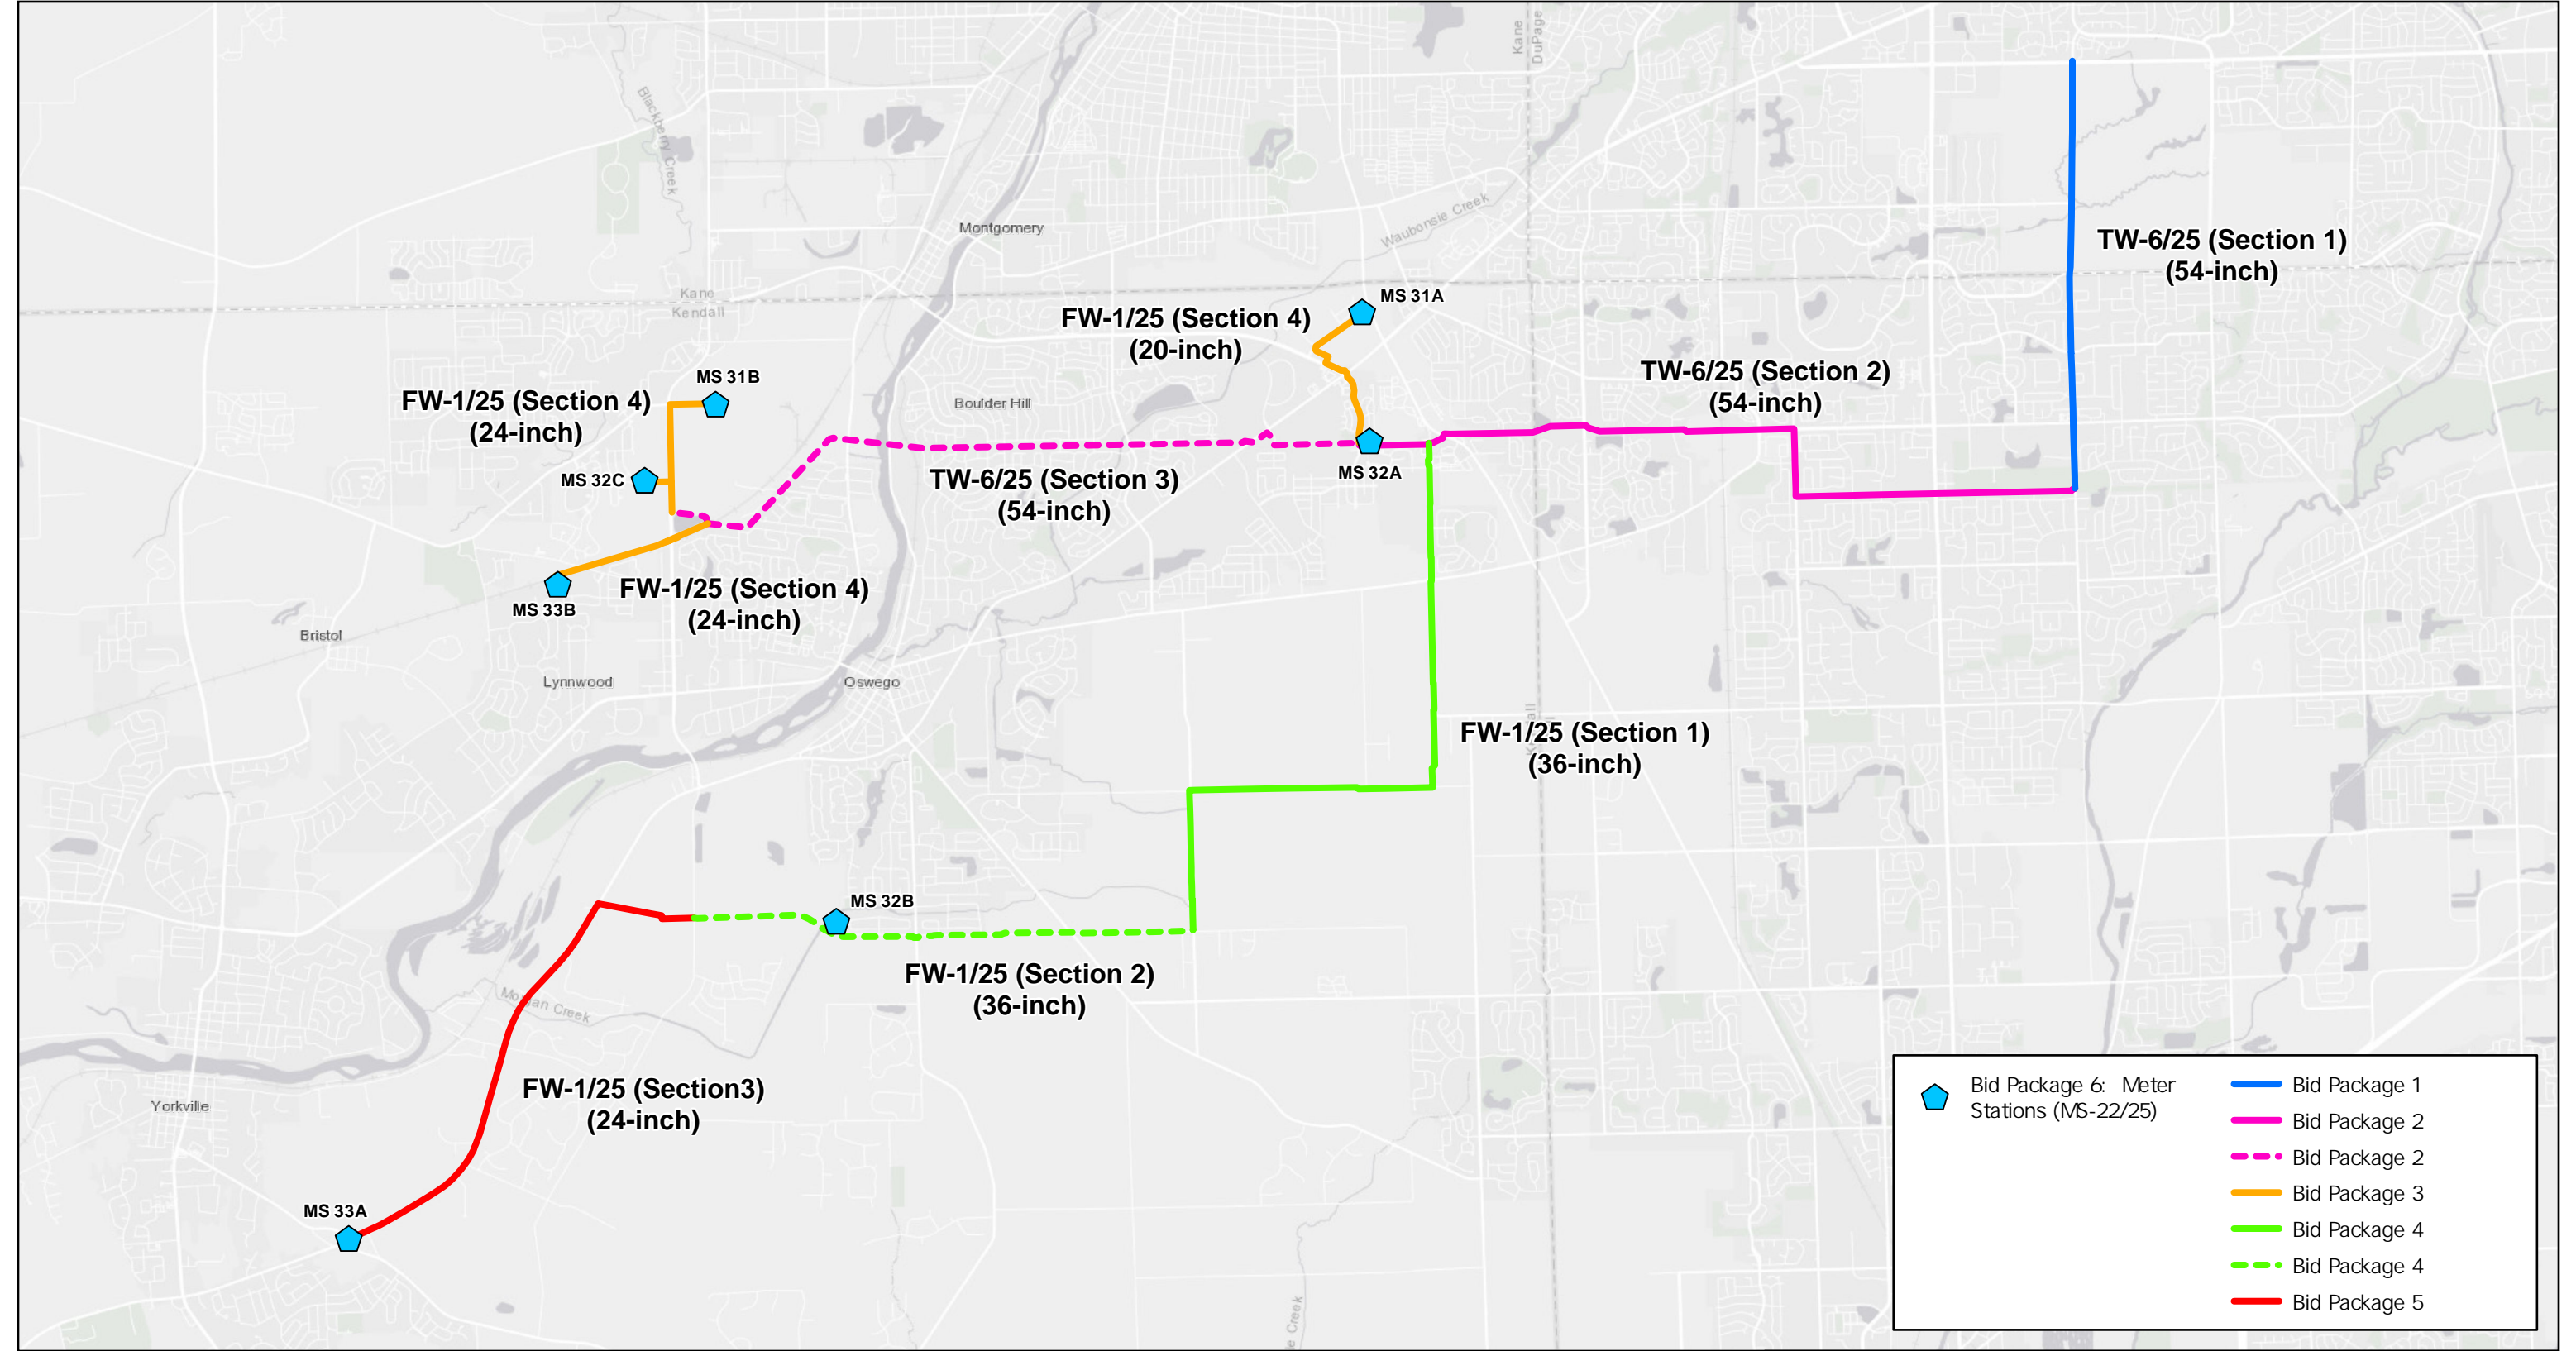 Kane
DuPage
Blackberry Creek
Montgomery
Waubonsie Creek
TW-6/25 (Section 1)
(54-inch)
Kane
Kendall
MS 31A
FW-1/25 (Section 4)
(20-inch)
TW-6/25 (Section 2)
(54-inch)
MS 31B
FW-1/25 (Section 4)
(24-inch)
Boulder Hill
MS 32C
MS 32A
TW-6/25 (Section 3)
(54-inch)
FW-1/25 (Section 4)
(24-inch)
MS 33B
Bristol
Lynnwood
Oswego
FW-1/25 (Section 1)
(36-inch)
MS 32B
FW-1/25 (Section 2)
(36-inch)
Morgan Creek
FW-1/25 (Section3)
(24-inch)
Yorkville
MS 33A
Creek
Bid Package 6: Meter
Stations (MS-22/25)
Bid Package 1
Bid Package 2
Bid Package 2
Bid Package 3
Bid Package 4
Bid Package 4
Bid Package 5